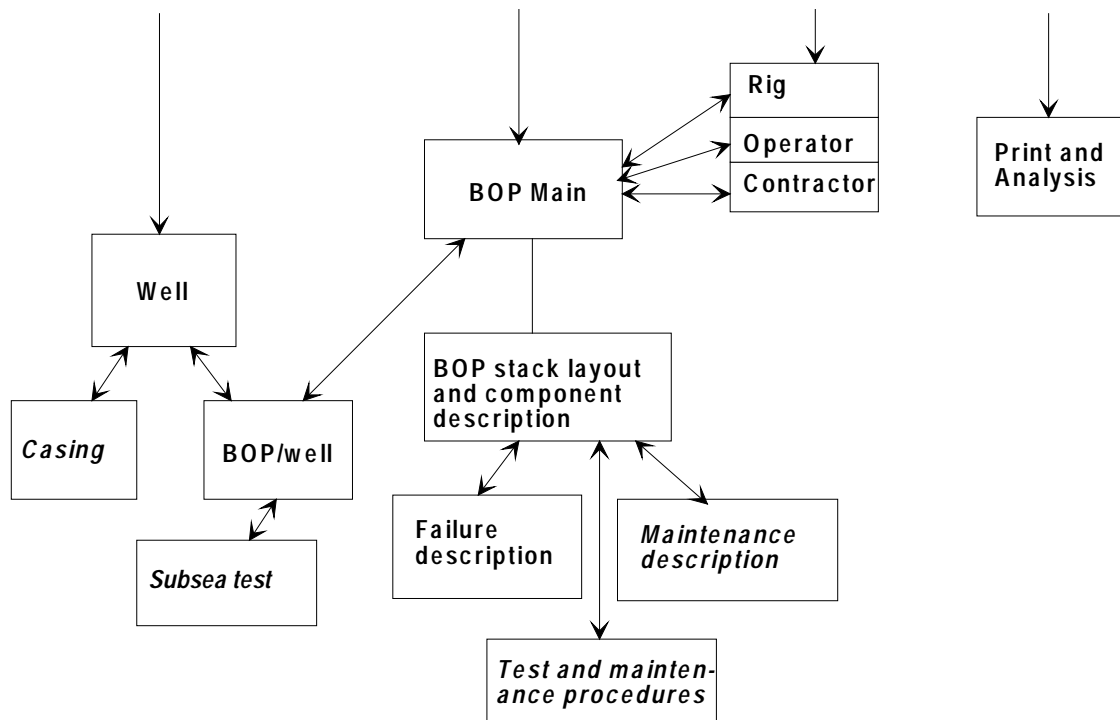 Rig
Operator
Contractor
Print and
Analysis
BOP Main
Well
BOP stack layout
and component
description
Casing
BOP/well
Failure
description
Maintenance
description
Subsea test
Test and mainten-
ance procedures